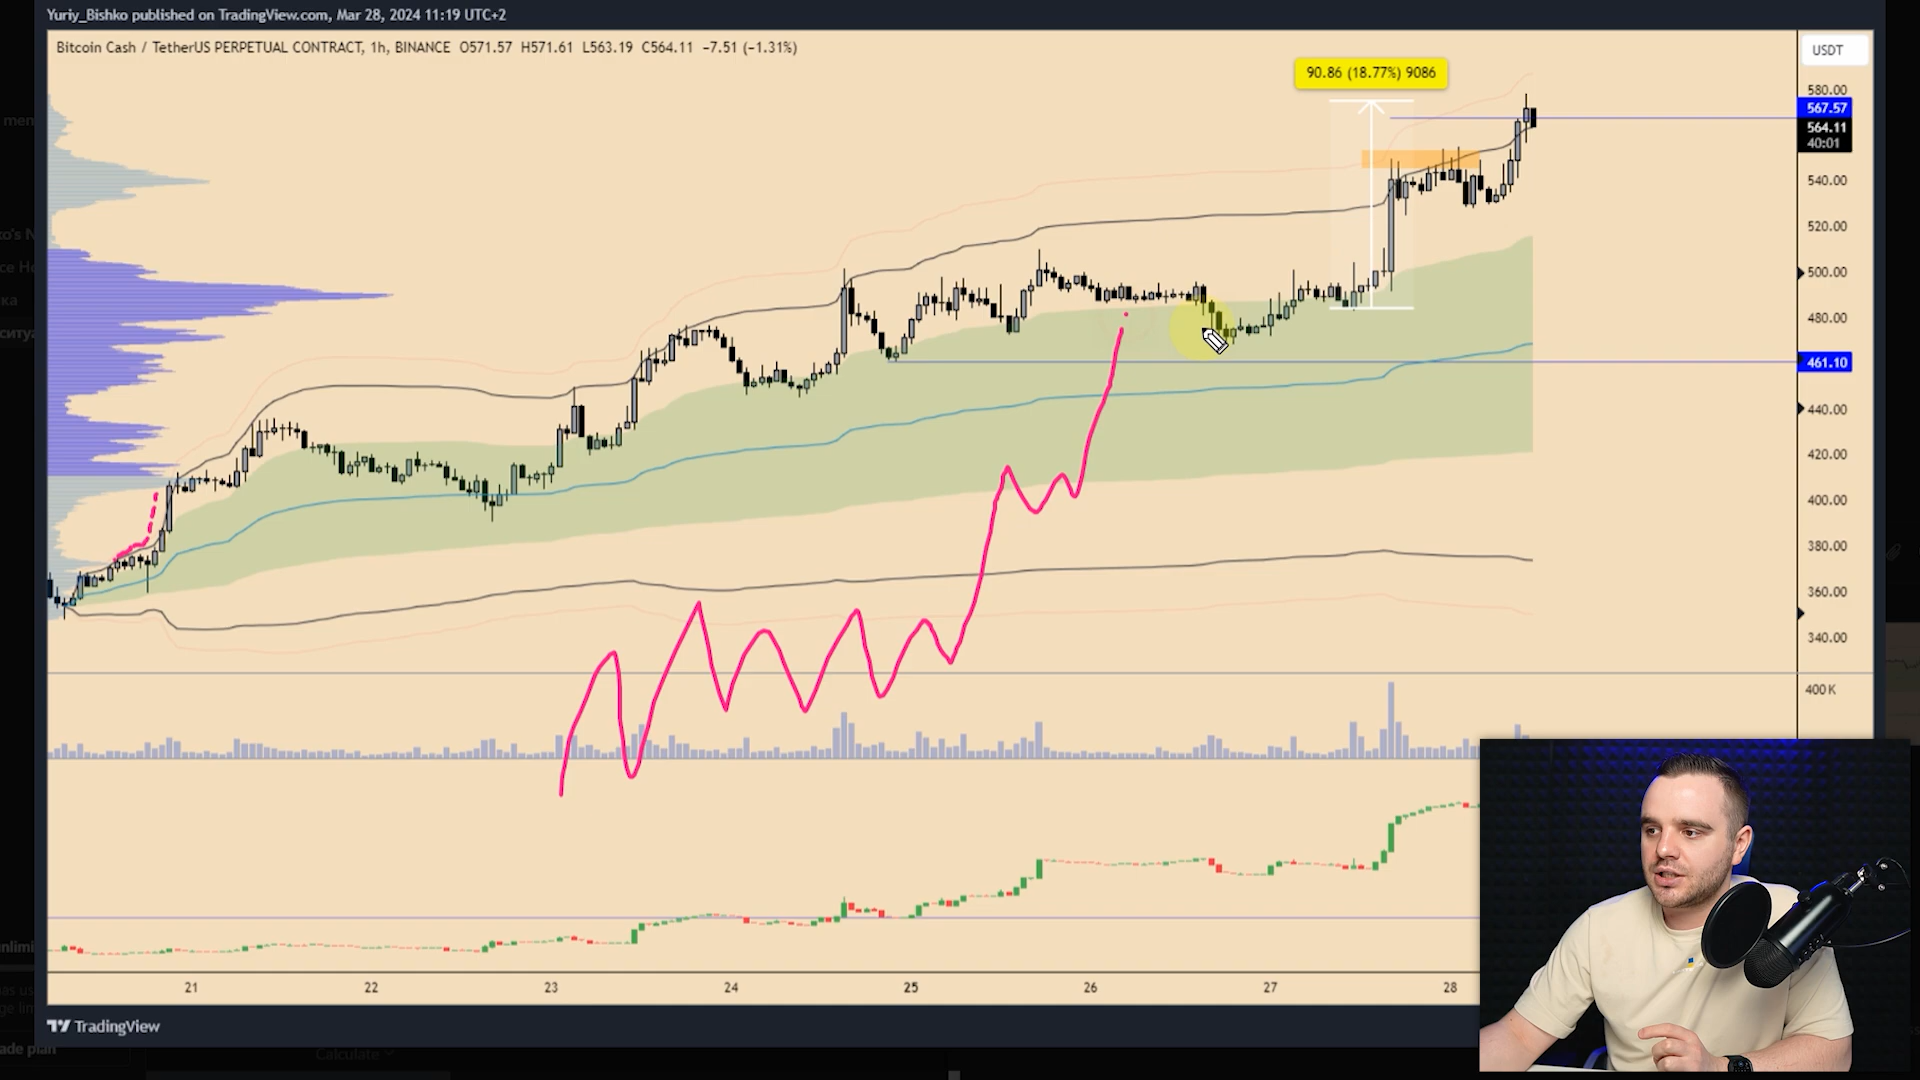 Yuriy_Bishko published on TradingView.com, Mar 28, 2024 11:19 UTC+2
Bitcoin Cash / TetherUS PERPETUAL CONTRACT, 1h, BINANCE O571.57 H571.61 L563.19 C564.11 −7.51 (−1.31%)
USDT
90.86 (18.77%) 9086
580.00
567.57
564.11
40:01
540.00
520.00
500.00
480.00
461.10
440.00
420.00
400.00
380.00
360.00
340.00
400 K
21 22 23 24 25 26 27 28
TradingView
Calculate